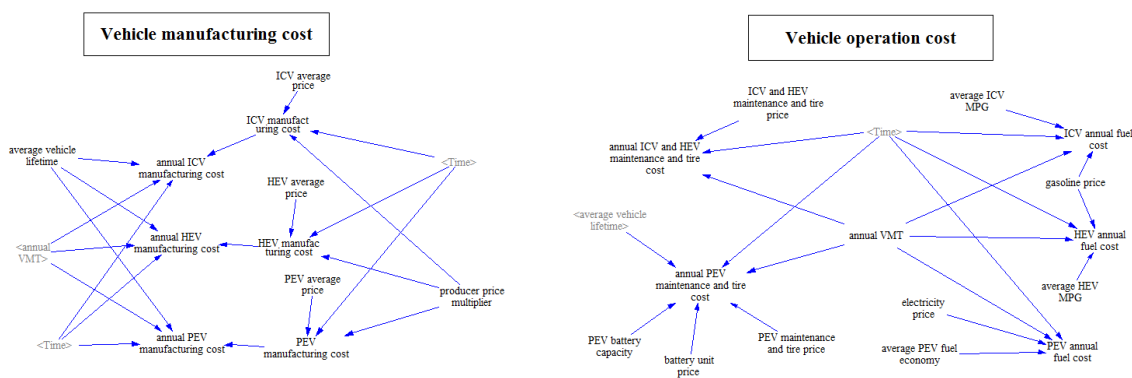 Vehicle manufacturing cost
ICV average
price
ICV manufact
uring cost
average vehicle
lifetime
annual ICV
manufacturing cost
<Time>
HEV average
price
annual HEV
manufacturing cost
<annual
VMT>
HEV manufac
turing cost
PEV average
price
producer price
multiplier
<Time>
annual PEV
manufacturing cost
PEV
manufacturing cost
Vehicle operation cost
ICV and HEV
maintenance and tire
price
average ICV
MPG
<Time>
ICV annual fuel
cost
annual ICV and HEV
maintenance and tire
cost
gasoline price
<average vehicle
lifetime>
annual VMT
HEV annual
fuel cost
annual PEV
maintenance and tire
cost
average HEV
MPG
electricity
price
PEV battery
capacity
battery unit
price
PEV maintenance
and tire price
average PEV fuel
economy
PEV annual
fuel cost